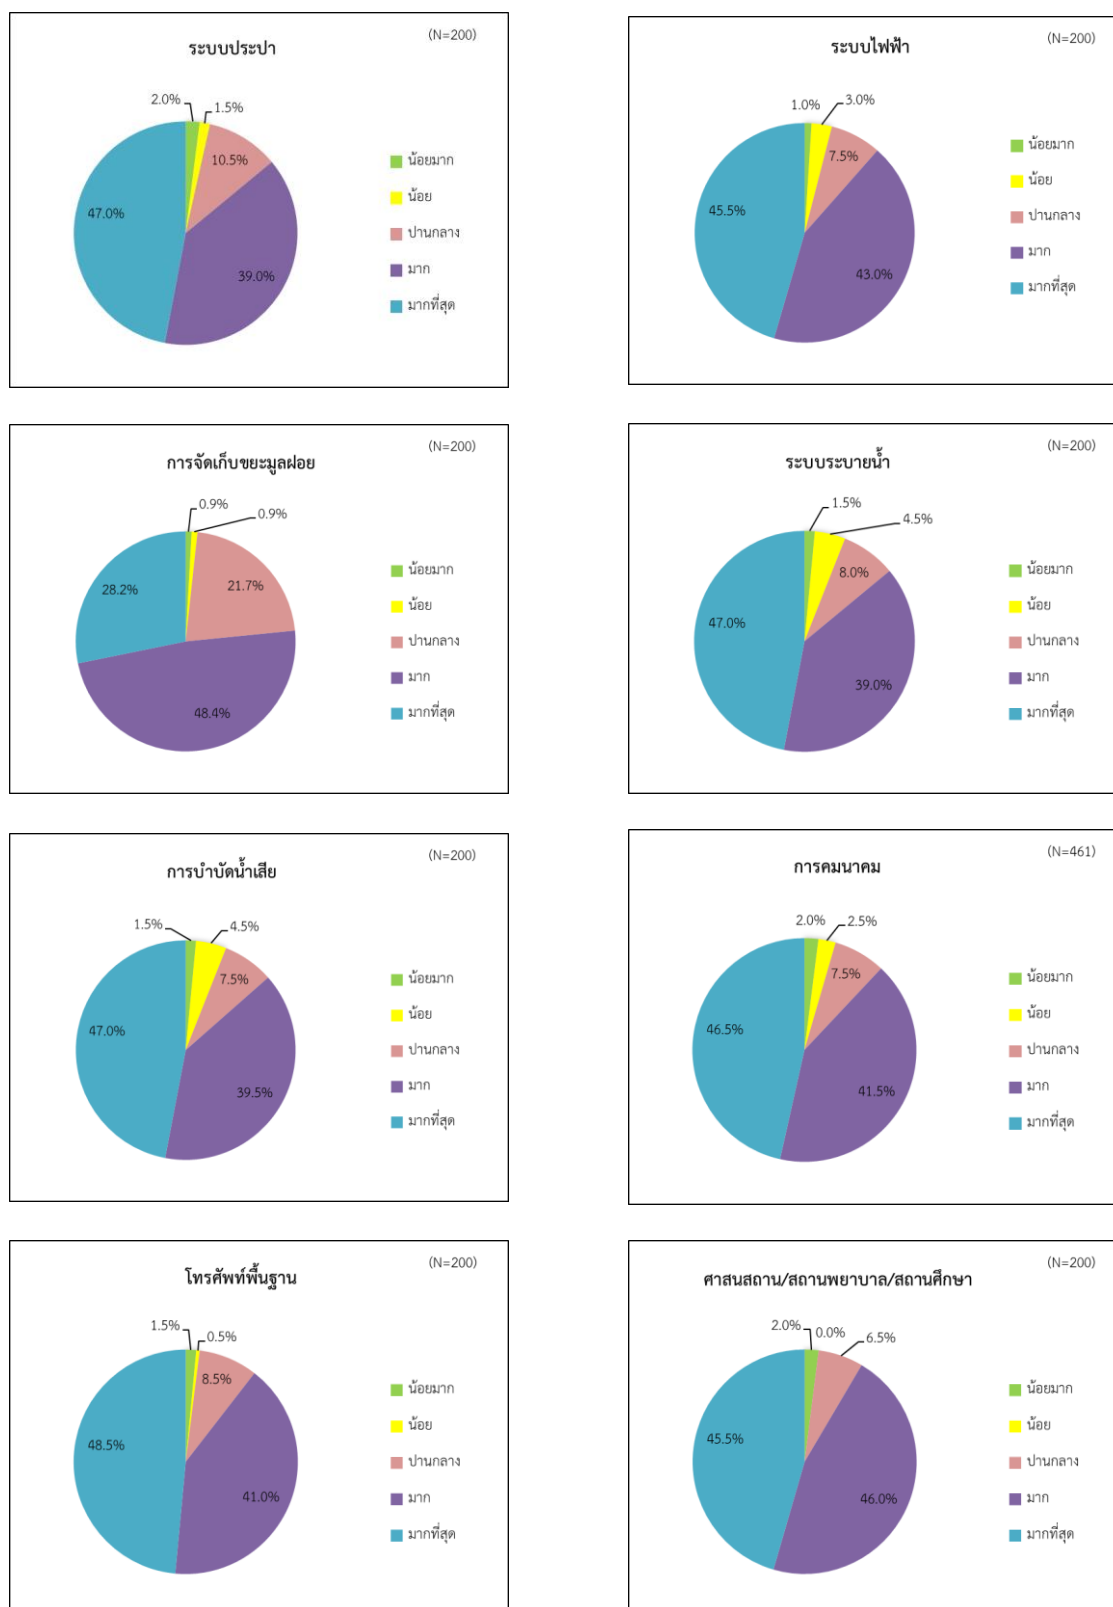 (N=200)
ระบบประปา
2.0%
1.5%
10.5%
47.0%
39.0%
น้อยมาก
น้อย
ปานกลาง
มาก
มากที่สุด
(N=200)
ระบบไฟฟ้า
1.0%
3.0%
7.5%
45.5%
43.0%
น้อยมาก
น้อย
ปานกลาง
มาก
มากที่สุด
(N=200)
การจัดเก็บขยะมูลฝอย
0.9%
0.9%
28.2%
21.7%
48.4%
น้อยมาก
น้อย
ปานกลาง
มาก
มากที่สุด
(N=200)
ระบบระบายน้ำ
1.5%
4.5%
8.0%
47.0%
39.0%
น้อยมาก
น้อย
ปานกลาง
มาก
มากที่สุด
(N=200)
การบำบัดน้ำเสีย
1.5%
4.5%
7.5%
47.0%
39.5%
น้อยมาก
น้อย
ปานกลาง
มาก
มากที่สุด
(N=461)
การคมนาคม
2.0%
2.5%
7.5%
46.5%
41.5%
น้อยมาก
น้อย
ปานกลาง
มาก
มากที่สุด
(N=200)
โทรศัพท์พื้นฐาน
1.5%
0.5%
8.5%
48.5%
41.0%
น้อยมาก
น้อย
ปานกลาง
มาก
มากที่สุด
(N=200)
ศาสนสถาน/สถานพยาบาล/สถานศึกษา
2.0%
0.0%
6.5%
45.5%
46.0%
น้อยมาก
น้อย
ปานกลาง
มาก
มากที่สุด